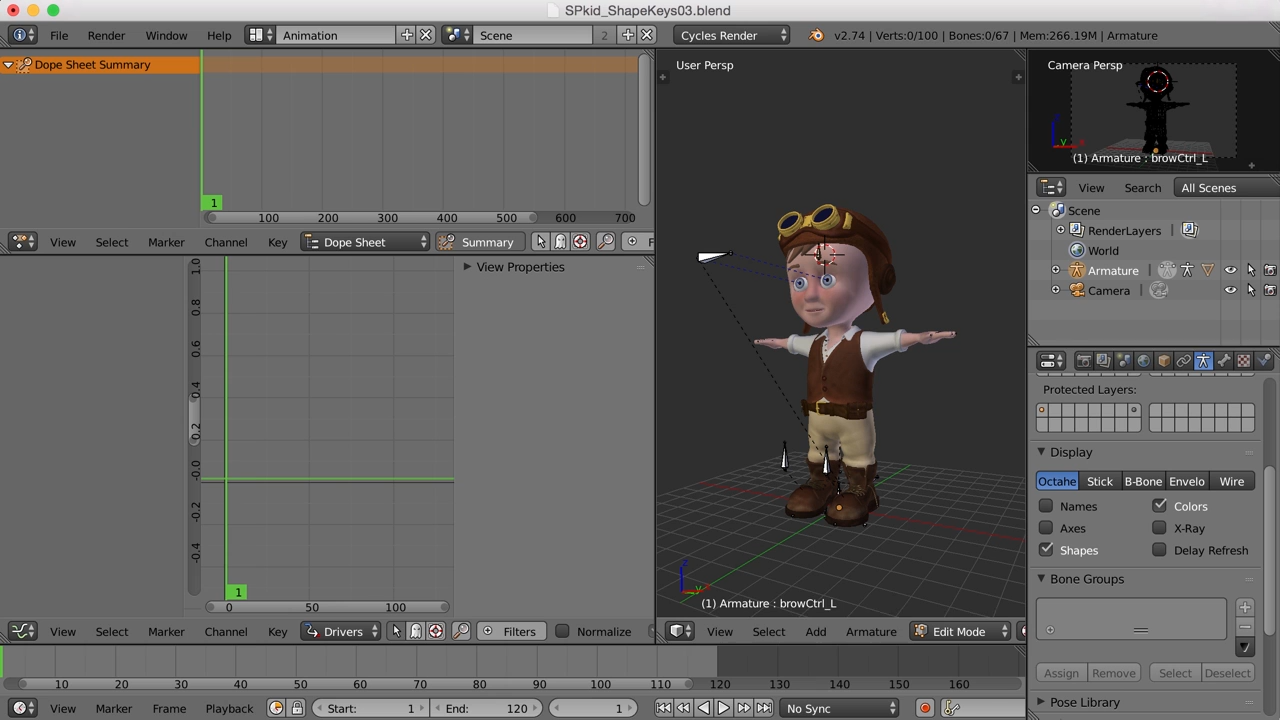 SPkid_ShapeKeys03.blend
File Render Window Help Animation Scene 2 Cycles Render v2.74 | Verts:0/100 | Bones:0/67 | Mem:266.19M | Armature
Dope Sheet Summary
1
100 200 300 400 500 600 700
View Select Marker Channel Key Dope Sheet Summary F
View Properties
1.0
0.8
0.6
0.4
0.2
-0.0
-0.2
-0.4
1
0 50 100
View Select Marker Channel Key Drivers Filters Normalize
User Persp
(1) Armature : browCtrl_L
View Select Add Armature Edit Mode
Camera Persp
(1) Armature : browCtrl_L
View Search All Scenes
Scene
RenderLayers
World
Armature
Camera
Protected Layers:
Display
Octahe Stick B-Bone Envelo Wire
Names Colors
Axes X-Ray
Shapes Delay Refresh
Bone Groups
Assign Remove Select Deselect
Pose Library
10 20 30 40 50 60 70 80 90 100 110 120 130 140 150 160
View Marker Frame Playback Start: 1 End: 120 1 No Sync